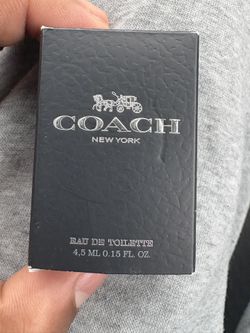 COACH
NEW YORK
EAU DE TOILETTE
4,5 ML 0.15 FL. OZ.